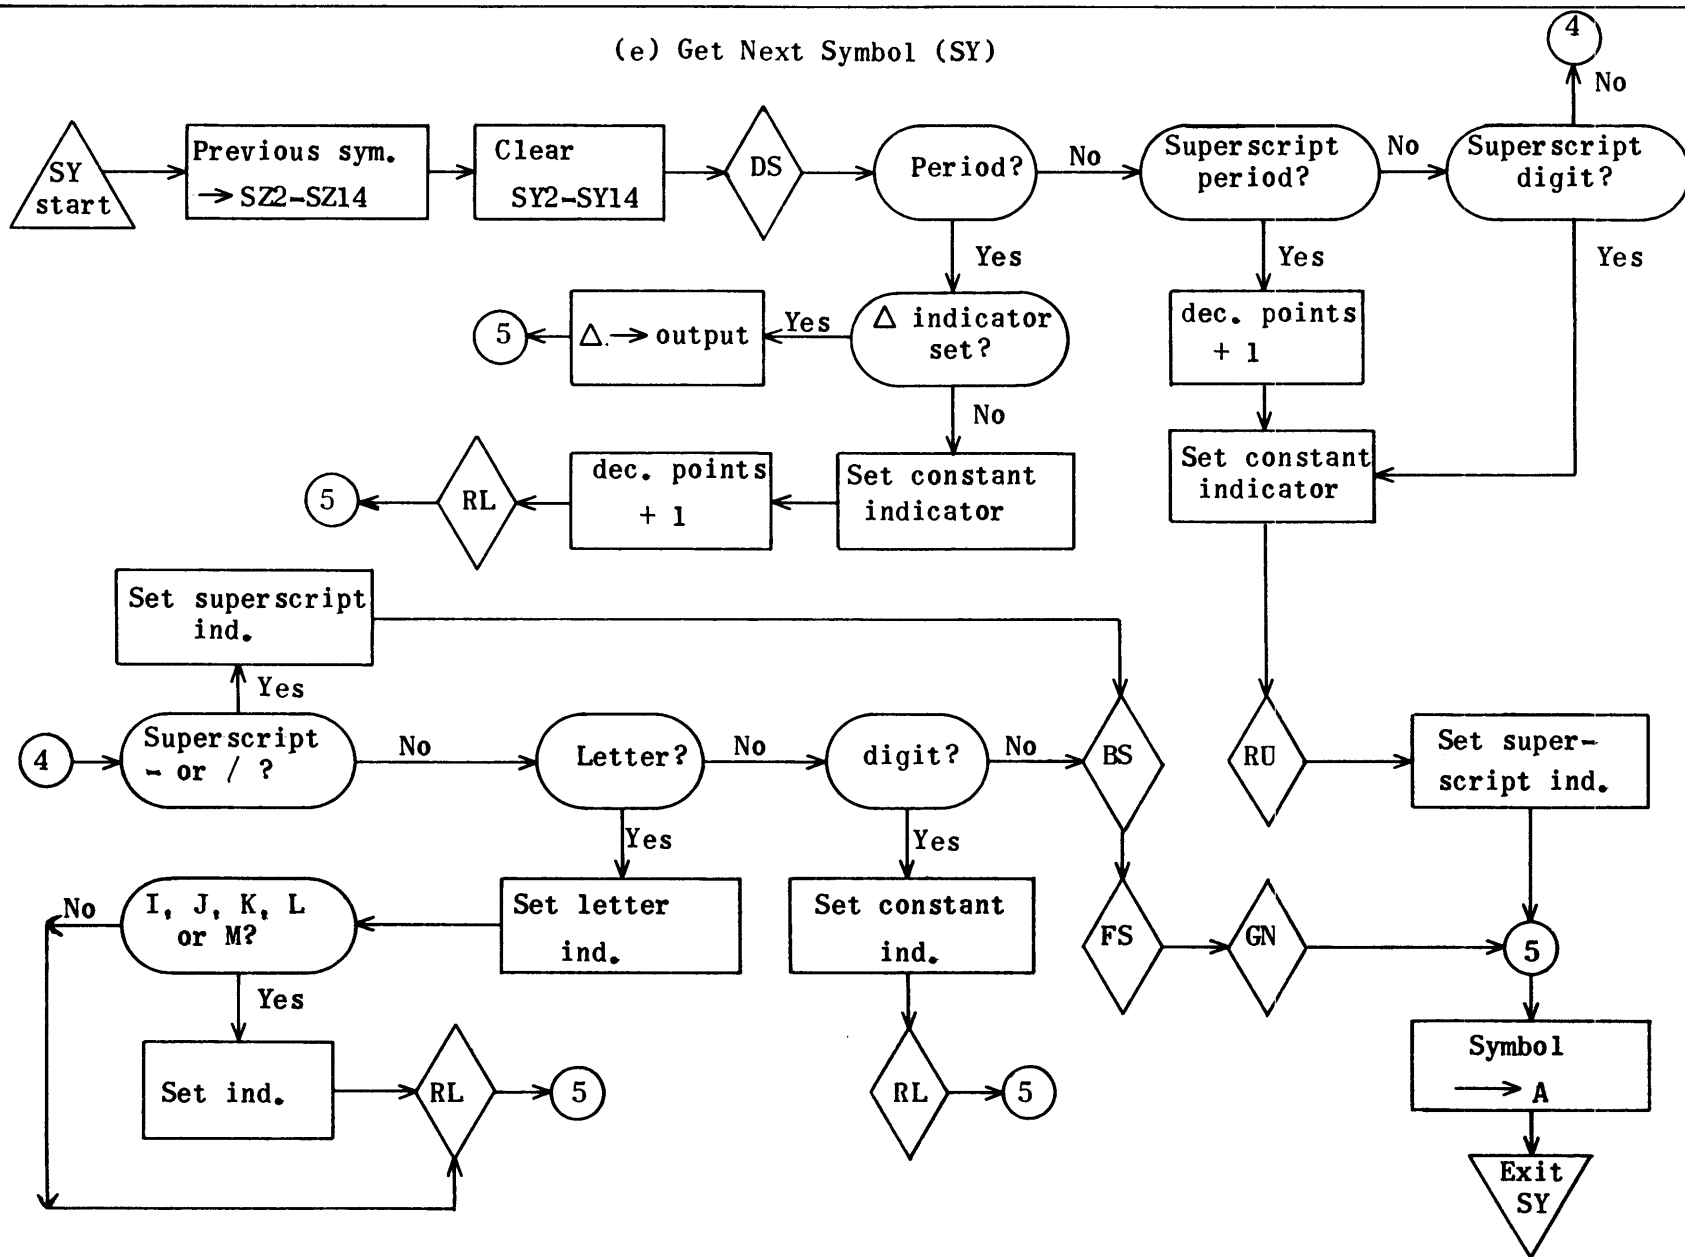 (e) Get Next Symbol (SY)
4
No
SY
start
Previous sym.
→ SZ2-SZ14
Clear
SY2-SY14
DS
Period?
No
Superscript
period?
No
Superscript
digit?
Yes
Yes
Yes
5
△.→ output
Yes
△ indicator
set?
dec. points
+ 1
No
5
RL
dec. points
+ 1
Set constant
indicator
Set constant
indicator
Set superscript
ind.
Yes
4
Superscript
- or / ?
No
Letter?
No
digit?
No
BS
RU
Set super-
script ind.
Yes
Yes
No
I, J, K, L
or M?
Set letter
ind.
Set constant
ind.
FS
GN
5
Yes
Set ind.
RL
5
RL
5
Symbol
→ A
Exit
SY